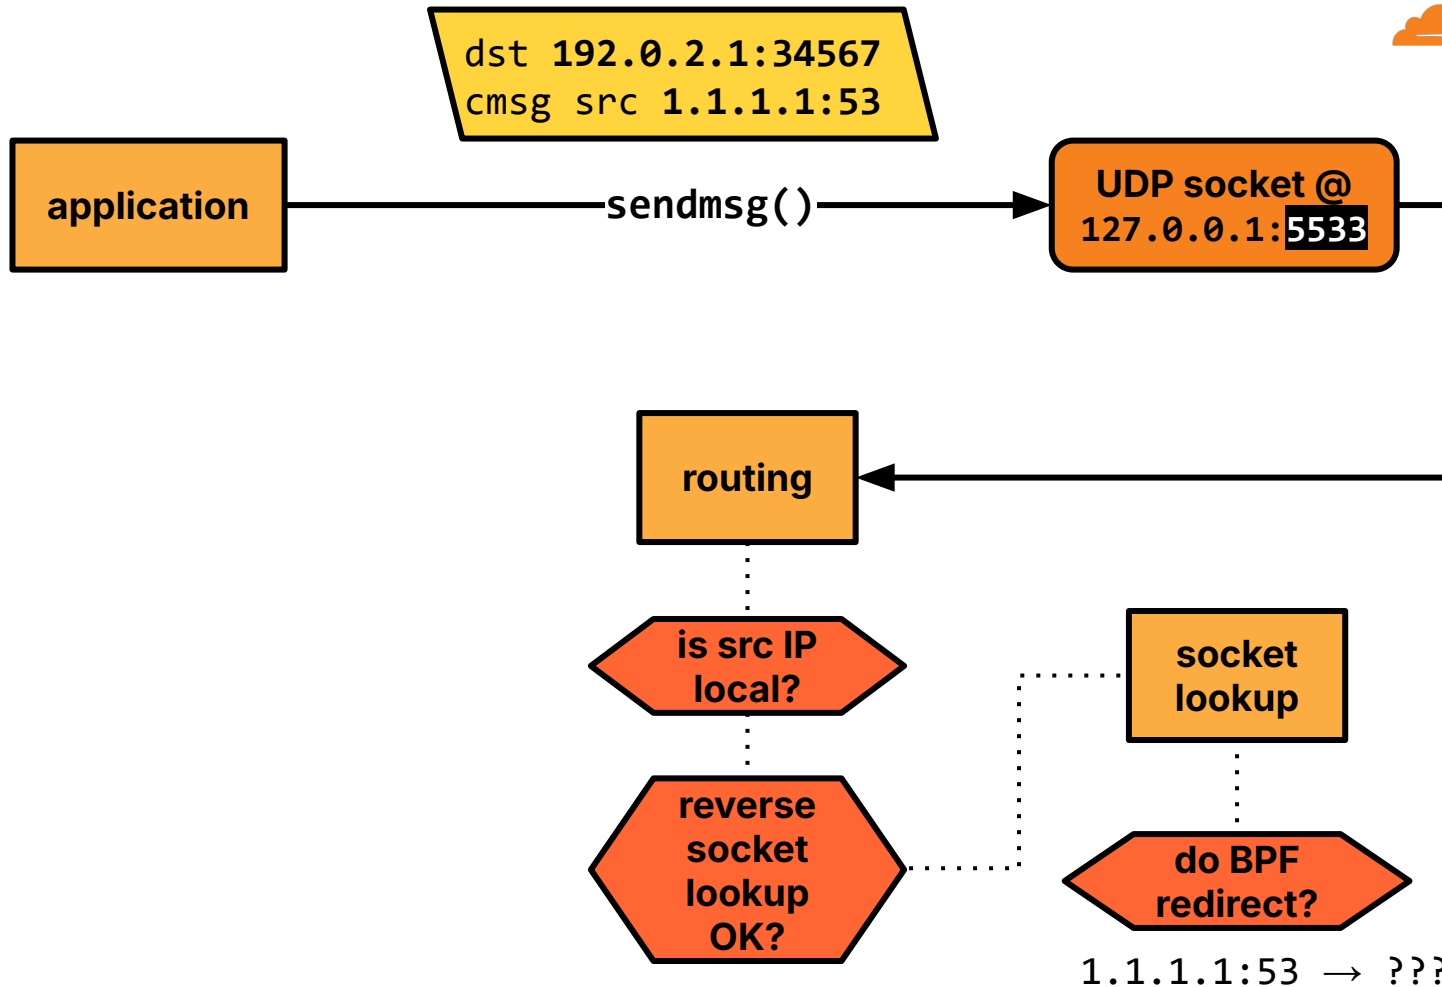 dst 192.0.2.1:34567
cmsg src 1.1.1.1:53
application
sendmsg()
UDP socket @
127.0.0.1:5533
routing
is src IP
local?
socket
lookup
reverse
socket
lookup
OK?
do BPF
redirect?
1.1.1.1:53 → ???